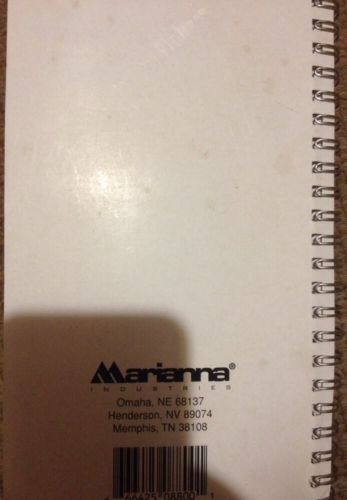 Marianna®
INDUSTRIES
Omaha, NE 68137
Henderson, NV 89074
Memphis, TN 38108